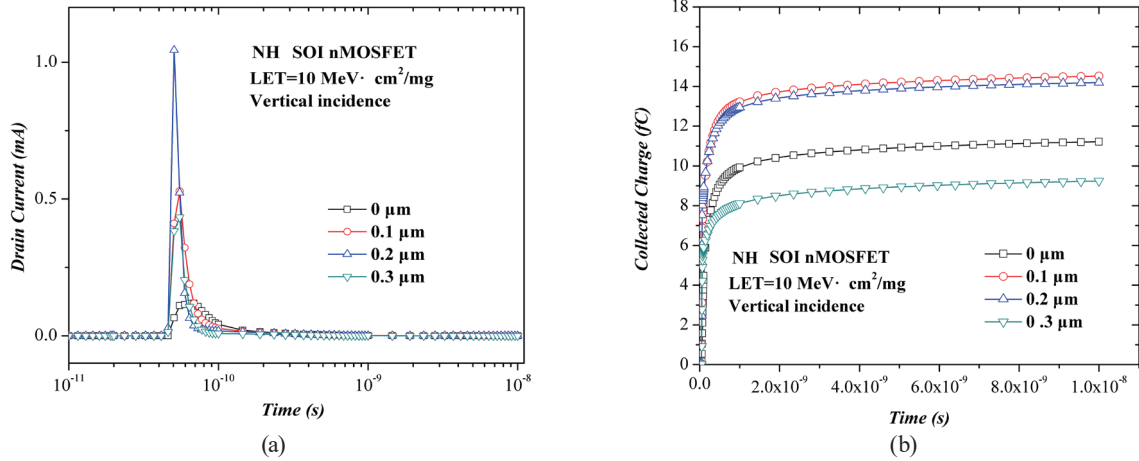 NH SOI nMOSFET
LET=10 MeV· cm²/mg
Vertical incidence
1.0
0.5
0.0
Drain Current (mA)
0 µm
0.1 µm
0.2 µm
0.3 µm
10⁻¹¹ 10⁻¹⁰ 10⁻⁹ 10⁻⁸
Time (s)
(a)
18
16
14
12
10
8
6
4
2
0
Collected Charge (fC)
NH SOI nMOSFET
LET=10 MeV· cm²/mg
Vertical incidence
0 µm
0.1 µm
0.2 µm
0 .3 µm
0.0 2.0x10⁻⁹ 4.0x10⁻⁹ 6.0x10⁻⁹ 8.0x10⁻⁹ 1.0x10⁻⁸
Time (s)
(b)